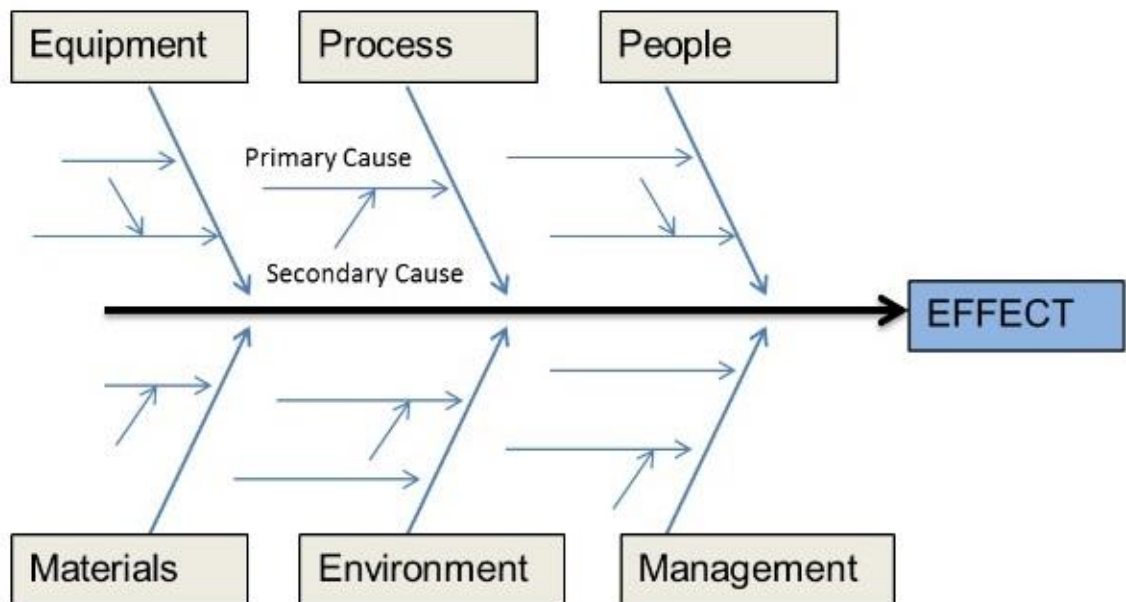 Equipment
Process
People
Primary Cause
Secondary Cause
EFFECT
Materials
Environment
Management